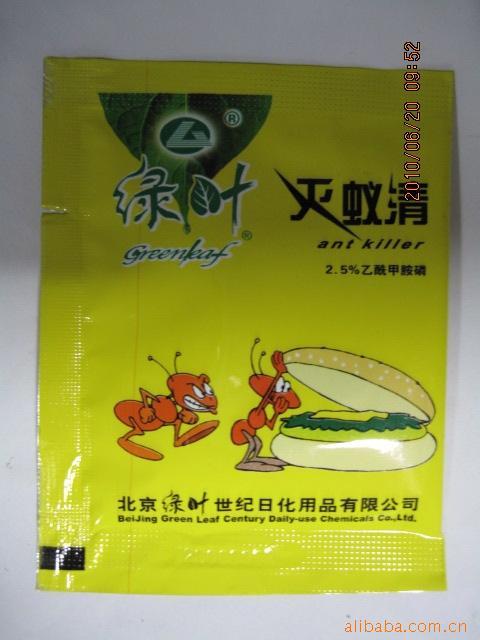 2010/06/20 09:52
®
绿叶
Greenleaf®
灭蚁清
ant killer
2.5%乙酰甲胺磷
北京绿叶世纪日化用品有限公司
BeiJing Green Leaf Century Daily-use Chemicals Co.,Ltd.
alibaba.com.cn